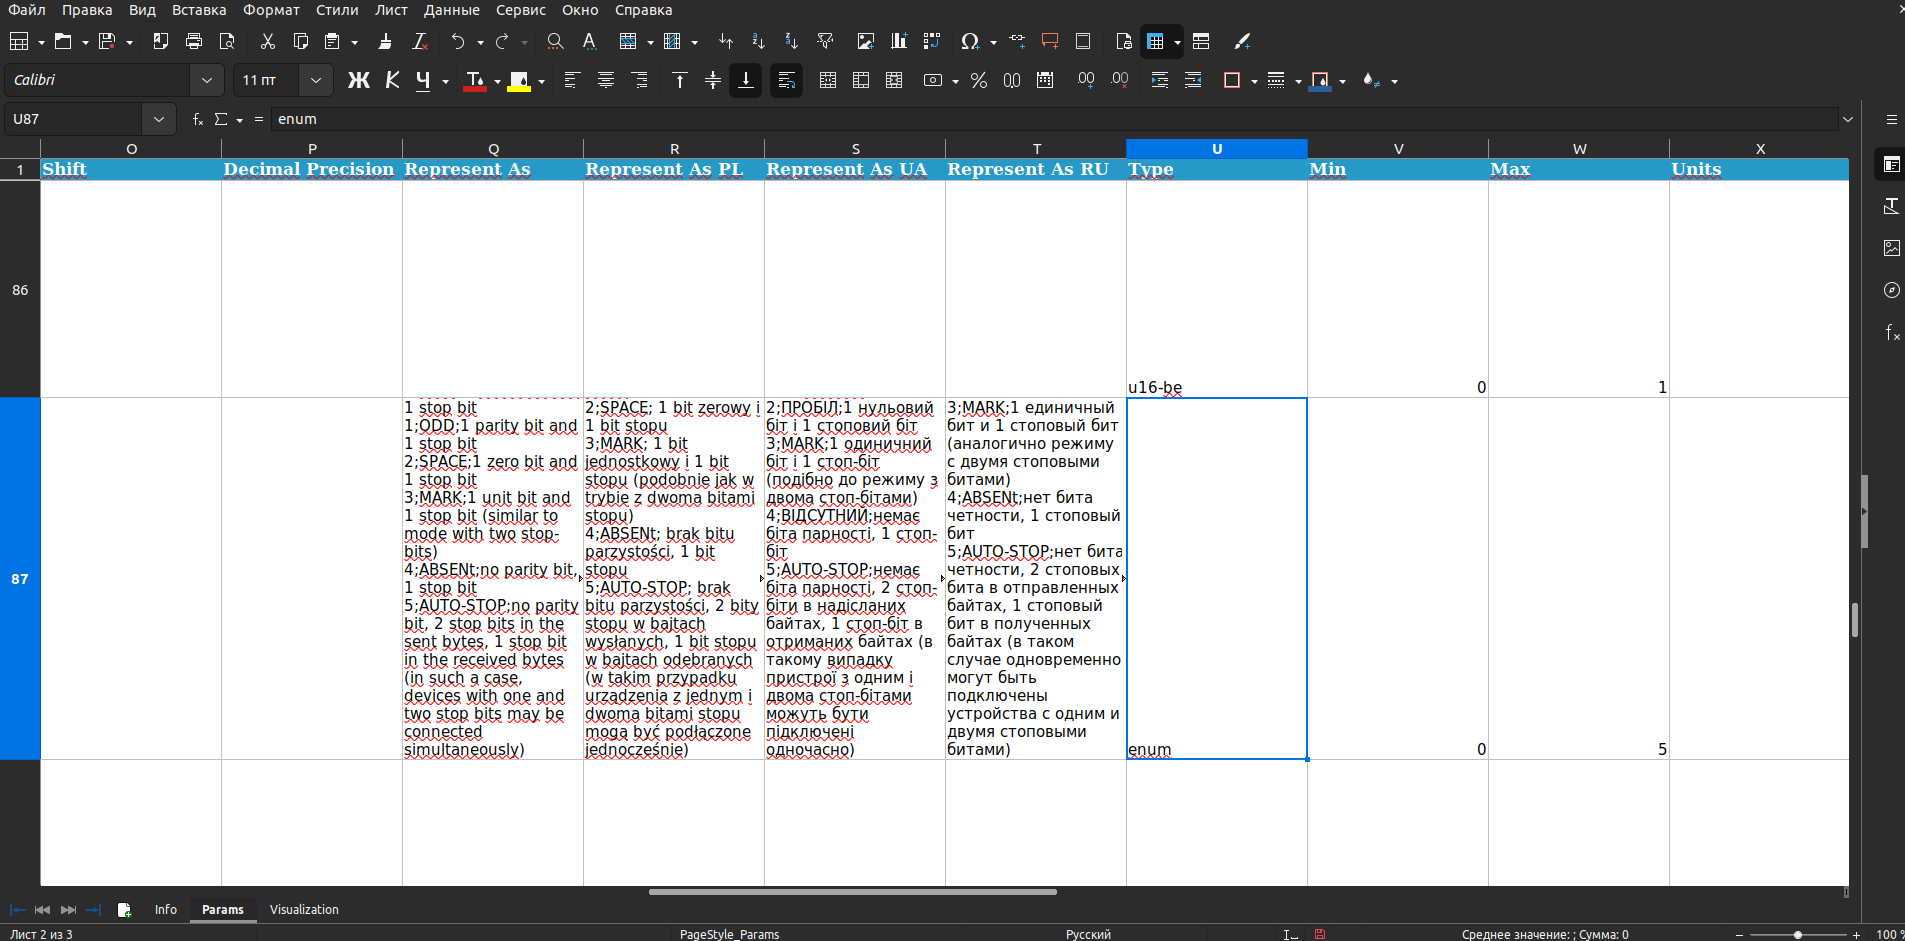 Файл Правка Вид Вставка Формат Стили Лист Данные Сервис Окно Справка
Calibri 11 пт Ж К Ч
U87 enum
O P Q R S T U V W X
1 Shift Decimal Precision Represent As Represent As PL Represent As UA Represent As RU Type Min Max Units
86 u16-be 0 1
87
1 stop bit
1;ODD;1 parity bit and
1 stop bit
2;SPACE;1 zero bit and
1 stop bit
3;MARK;1 unit bit and
1 stop bit (similar to
mode with two stop-
bits)
4;ABSENt;no parity bit,
1 stop bit
5;AUTO-STOP;no parity
bit, 2 stop bits in the
sent bytes, 1 stop bit
in the received bytes
(in such a case,
devices with one and
two stop bits may be
connected
simultaneously)
2;SPACE; 1 bit zerowy i
1 bit stopu
3;MARK; 1 bit
jednostkowy i 1 bit
stopu (podobnie jak w
trybie z dwoma bitami
stopu)
4;ABSENt; brak bitu
parzystości, 1 bit
stopu
5;AUTO-STOP; brak
bitu parzystości, 2 bity
stopu w bajtach
wysłanych, 1 bit stopu
w bajtach odebranych
(w takim przypadku
urządzenia z jednym i
dwoma bitami stopu
mogą być podłączone
jednocześnie)
2;ПРОБІЛ;1 нульовий
біт і 1 стоповий біт
3;MARK;1 одиничний
біт і 1 стоп-біт
(подібно до режиму з
двома стоп-бітами)
4;ВІДСУТНИЙ;немає
біта парності, 1 стоп-
біт
5;AUTO-STOP;немає
біта парності, 2 стоп-
біти в надісланих
байтах, 1 стоп-біт в
отриманих байтах (в
такому випадку
пристрої з одним і
двома стоп-бітами
можуть бути
підключені
одночасно)
3;MARK;1 единичный
бит и 1 стоповый бит
(аналогично режиму
с двумя стоповыми
битами)
4;ABSENt;нет бита
четности, 1 стоповый
бит
5;AUTO-STOP;нет бита
четности, 2 стоповых
бита в отправленных
байтах, 1 стоповый
бит в полученных
байтах (в таком
случае одновременно
могут быть
подключены
устройства с одним и
двумя стоповыми
битами)
enum 0 5
Info Params Visualization
Лист 2 из 3 PageStyle_Params Русский Среднее значение: ; Сумма: 0 100 %